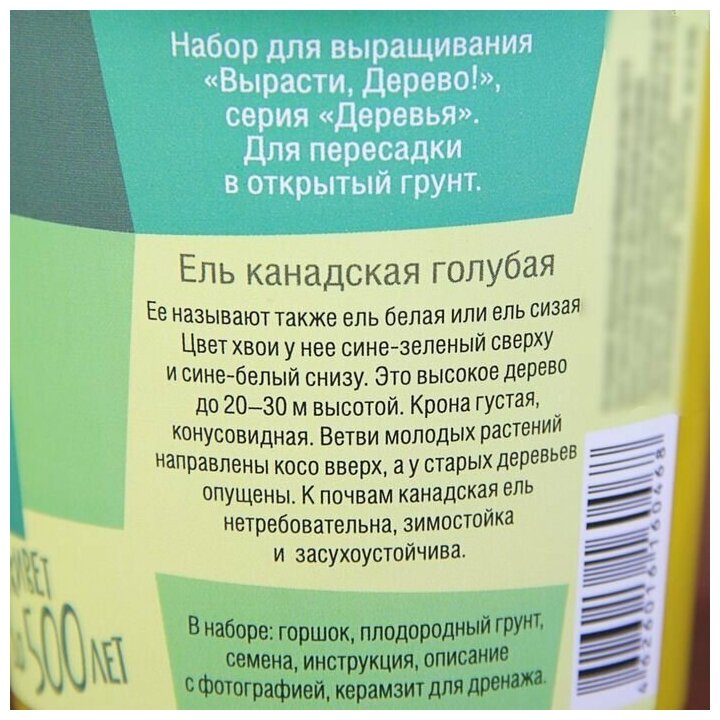 Набор для выращивания
«Вырасти, Дерево!»,
серия «Деревья».
Для пересадки
в открытый грунт.
Ель канадская голубая
Ее называют также ель белая или ель сизая
Цвет хвои у нее сине-зеленый сверху
и сине-белый снизу. Это высокое дерево
до 20–30 м высотой. Крона густая,
конусовидная. Ветви молодых растений
направлены косо вверх, а у старых деревьев
опущены. К почвам канадская ель
нетребовательна, зимостойка
и засухоустойчива.
В наборе: горшок, плодородный грунт,
семена, инструкция, описание
с фотографией, керамзит для дренажа.
500 лет
4 626016 160468